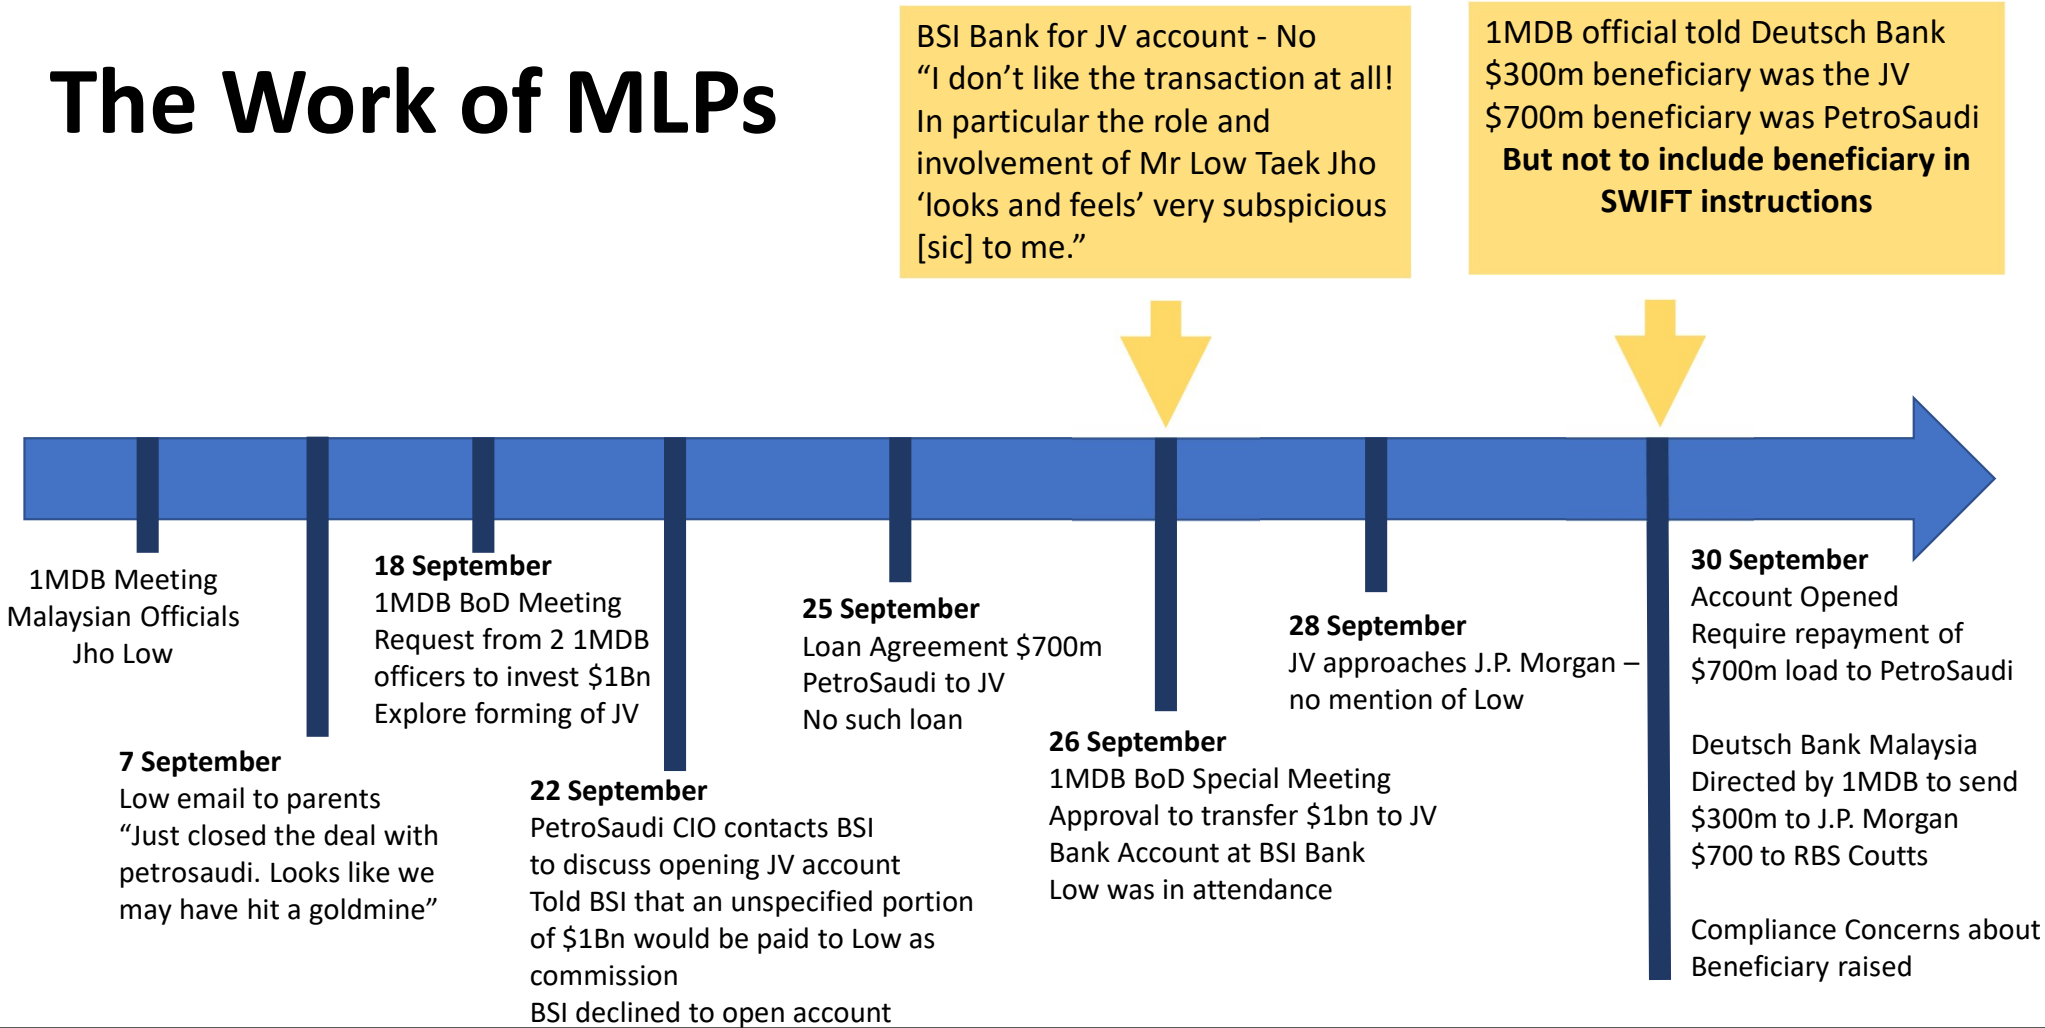 The Work of MLPs
BSI Bank for JV account - No
“I don’t like the transaction at all!
In particular the role and
involvement of Mr Low Taek Jho
‘looks and feels’ very subspicious
[sic] to me.”
1MDB official told Deutsch Bank
$300m beneficiary was the JV
$700m beneficiary was PetroSaudi
But not to include beneficiary in
SWIFT instructions
1MDB Meeting
Malaysian Officials
Jho Low
7 September
Low email to parents
“Just closed the deal with
petrosaudi. Looks like we
may have hit a goldmine”
18 September
1MDB BoD Meeting
Request from 2 1MDB
officers to invest $1Bn
Explore forming of JV
22 September
PetroSaudi CIO contacts BSI
to discuss opening JV account
Told BSI that an unspecified portion
of $1Bn would be paid to Low as
commission
BSI declined to open account
25 September
Loan Agreement $700m
PetroSaudi to JV
No such loan
26 September
1MDB BoD Special Meeting
Approval to transfer $1bn to JV
Bank Account at BSI Bank
Low was in attendance
28 September
JV approaches J.P. Morgan –
no mention of Low
30 September
Account Opened
Require repayment of
$700m load to PetroSaudi
Deutsch Bank Malaysia
Directed by 1MDB to send
$300m to J.P. Morgan
$700 to RBS Coutts
Compliance Concerns about
Beneficiary raised